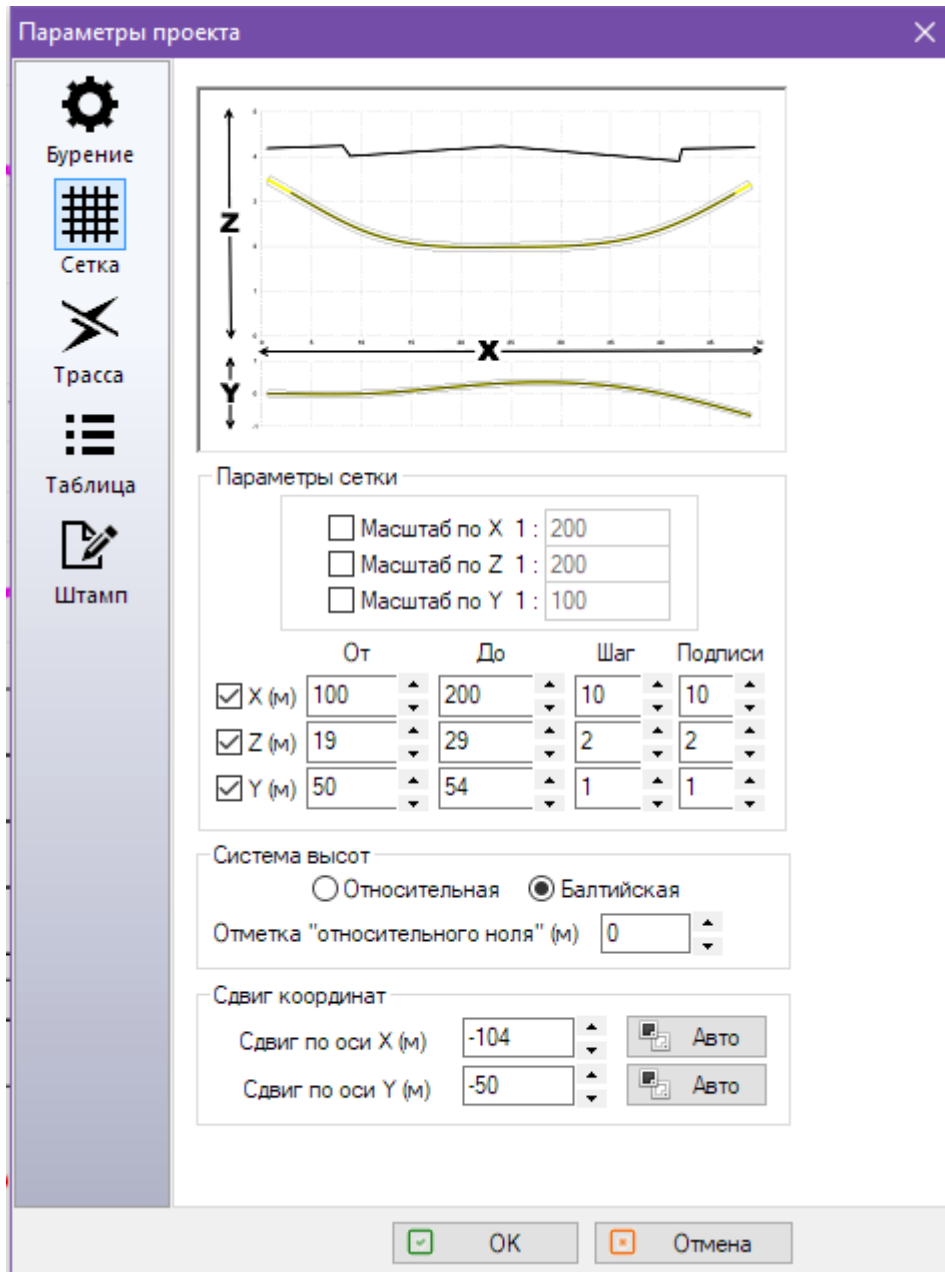 Параметры проекта
Бурение
Сетка
Трасса
Таблица
Штамп
Z
X
Y
Параметры сетки
Масштаб по X 1 : 200
Масштаб по Z 1 : 200
Масштаб по Y 1 : 100
От До Шаг Подписи
X (м) 100 200 10 10
Z (м) 19 29 2 2
Y (м) 50 54 1 1
Система высот
Относительная Балтийская
Отметка "относительного ноля" (м) 0
Сдвиг координат
Сдвиг по оси X (м) -104 Авто
Сдвиг по оси Y (м) -50 Авто
OK Отмена